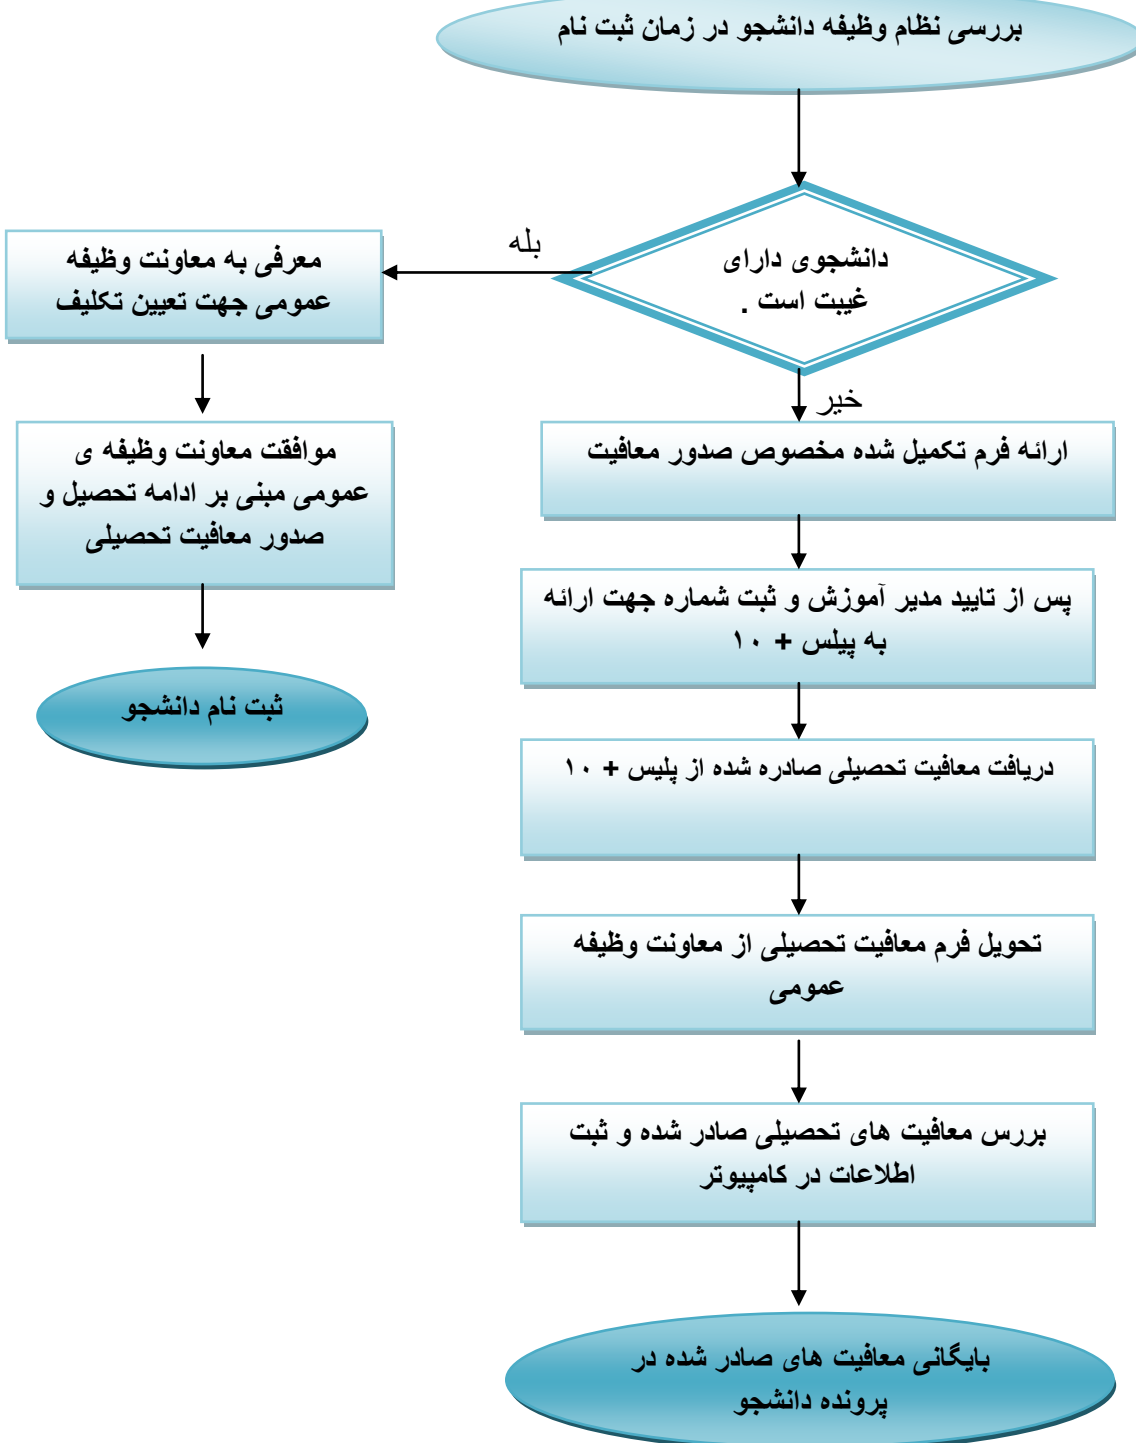 بررسی نظام وظیفه دانشجو در زمان ثبت نام
دانشجوی دارای
غیبت است .
بله
معرفی به معاونت وظیفه
عمومی جهت تعیین تکلیف
موافقت معاونت وظیفه ی
عمومی مبنی بر ادامه تحصیل و
صدور معافیت تحصیلی
ثبت نام دانشجو
خیر
ارائه فرم تکمیل شده مخصوص صدور معافیت
پس از تایید مدیر آموزش و ثبت شماره جهت ارائه
به پیلس + ۱۰
دریافت معافیت تحصیلی صادره شده از پلیس + ۱۰
تحویل فرم معافیت تحصیلی از معاونت وظیفه
عمومی
بررس معافیت های تحصیلی صادر شده و ثبت
اطلاعات در کامپیوتر
بایگانی معافیت های صادر شده در
پرونده دانشجو